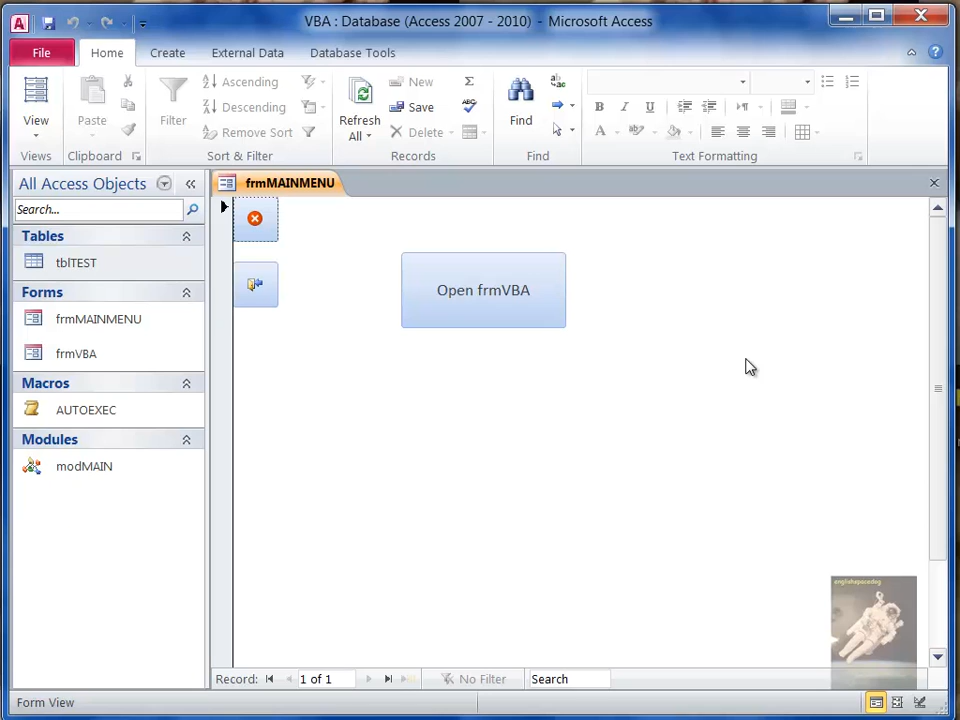 VBA : Database (Access 2007 - 2010) - Microsoft Access
File Home Create External Data Database Tools
View
Views
Paste
Clipboard
Filter
Ascending
Descending
Remove Sort
Sort & Filter
Refresh All
New
Save
Delete
Records
Find
Find
Text Formatting
All Access Objects
Search...
Tables
tblTEST
Forms
frmMAINMENU
frmVBA
Macros
AUTOEXEC
Modules
modMAIN
frmMAINMENU
Open frmVBA
englishspacedog
Record: 1 of 1 No Filter Search
Form View